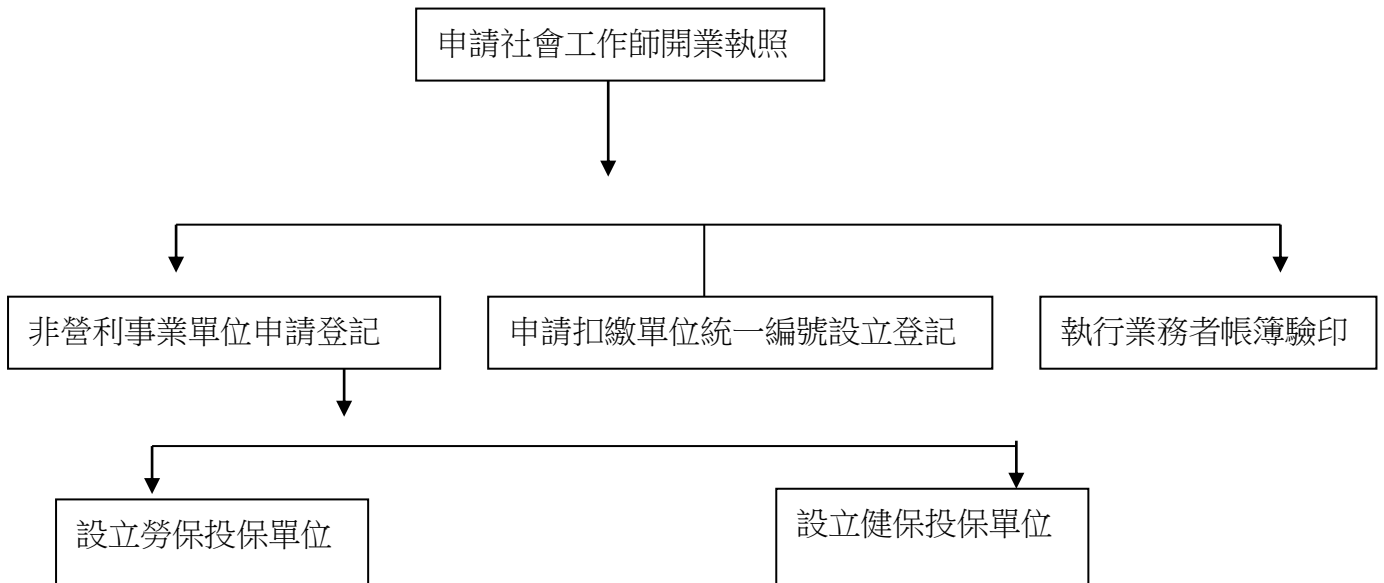 申請社會工作師開業執照
非營利事業單位申請登記
申請扣繳單位統一編號設立登記
執行業務者帳簿驗印
設立勞保投保單位
設立健保投保單位